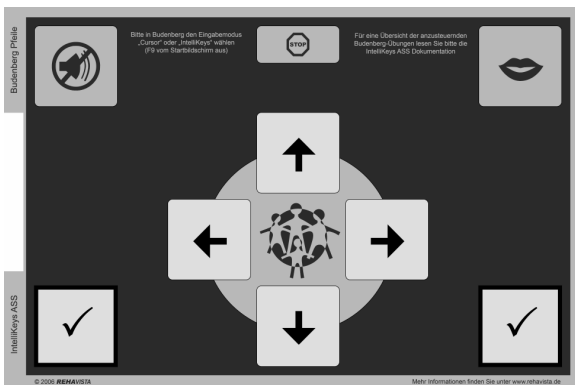 Budenberg Pfeile
Bitte in Budenberg den Eingabemodus
„Cursor“ oder „IntelliKeys“ wählen
(F9 vom Startbildschirm aus)
STOP
Für eine Übersicht der anzusteuernden
Budenberg-Übungen lesen Sie bitte die
IntelliKeys ASS Dokumentation
IntelliKeys ASS
© 2006 REHAVISTA
Mehr Informationen finden Sie unter www.rehavista.de